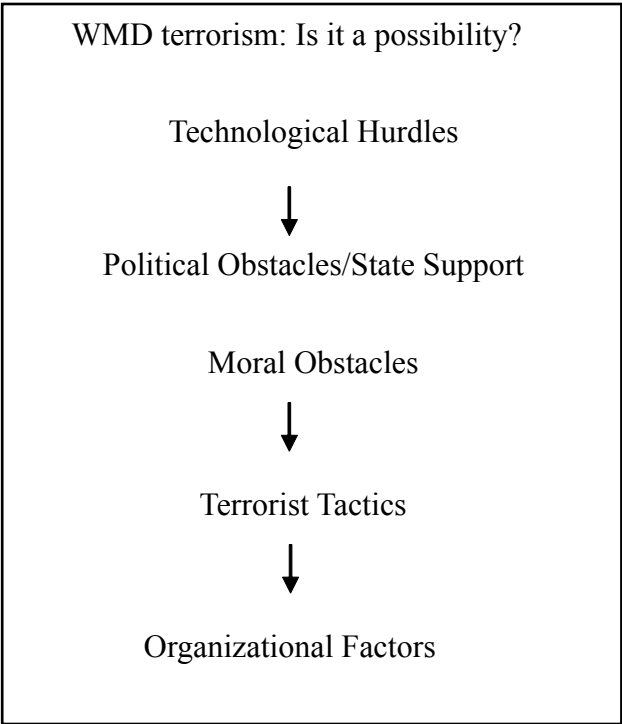 WMD terrorism: Is it a possibility?
Technological Hurdles
Political Obstacles/State Support
Moral Obstacles
Terrorist Tactics
Organizational Factors